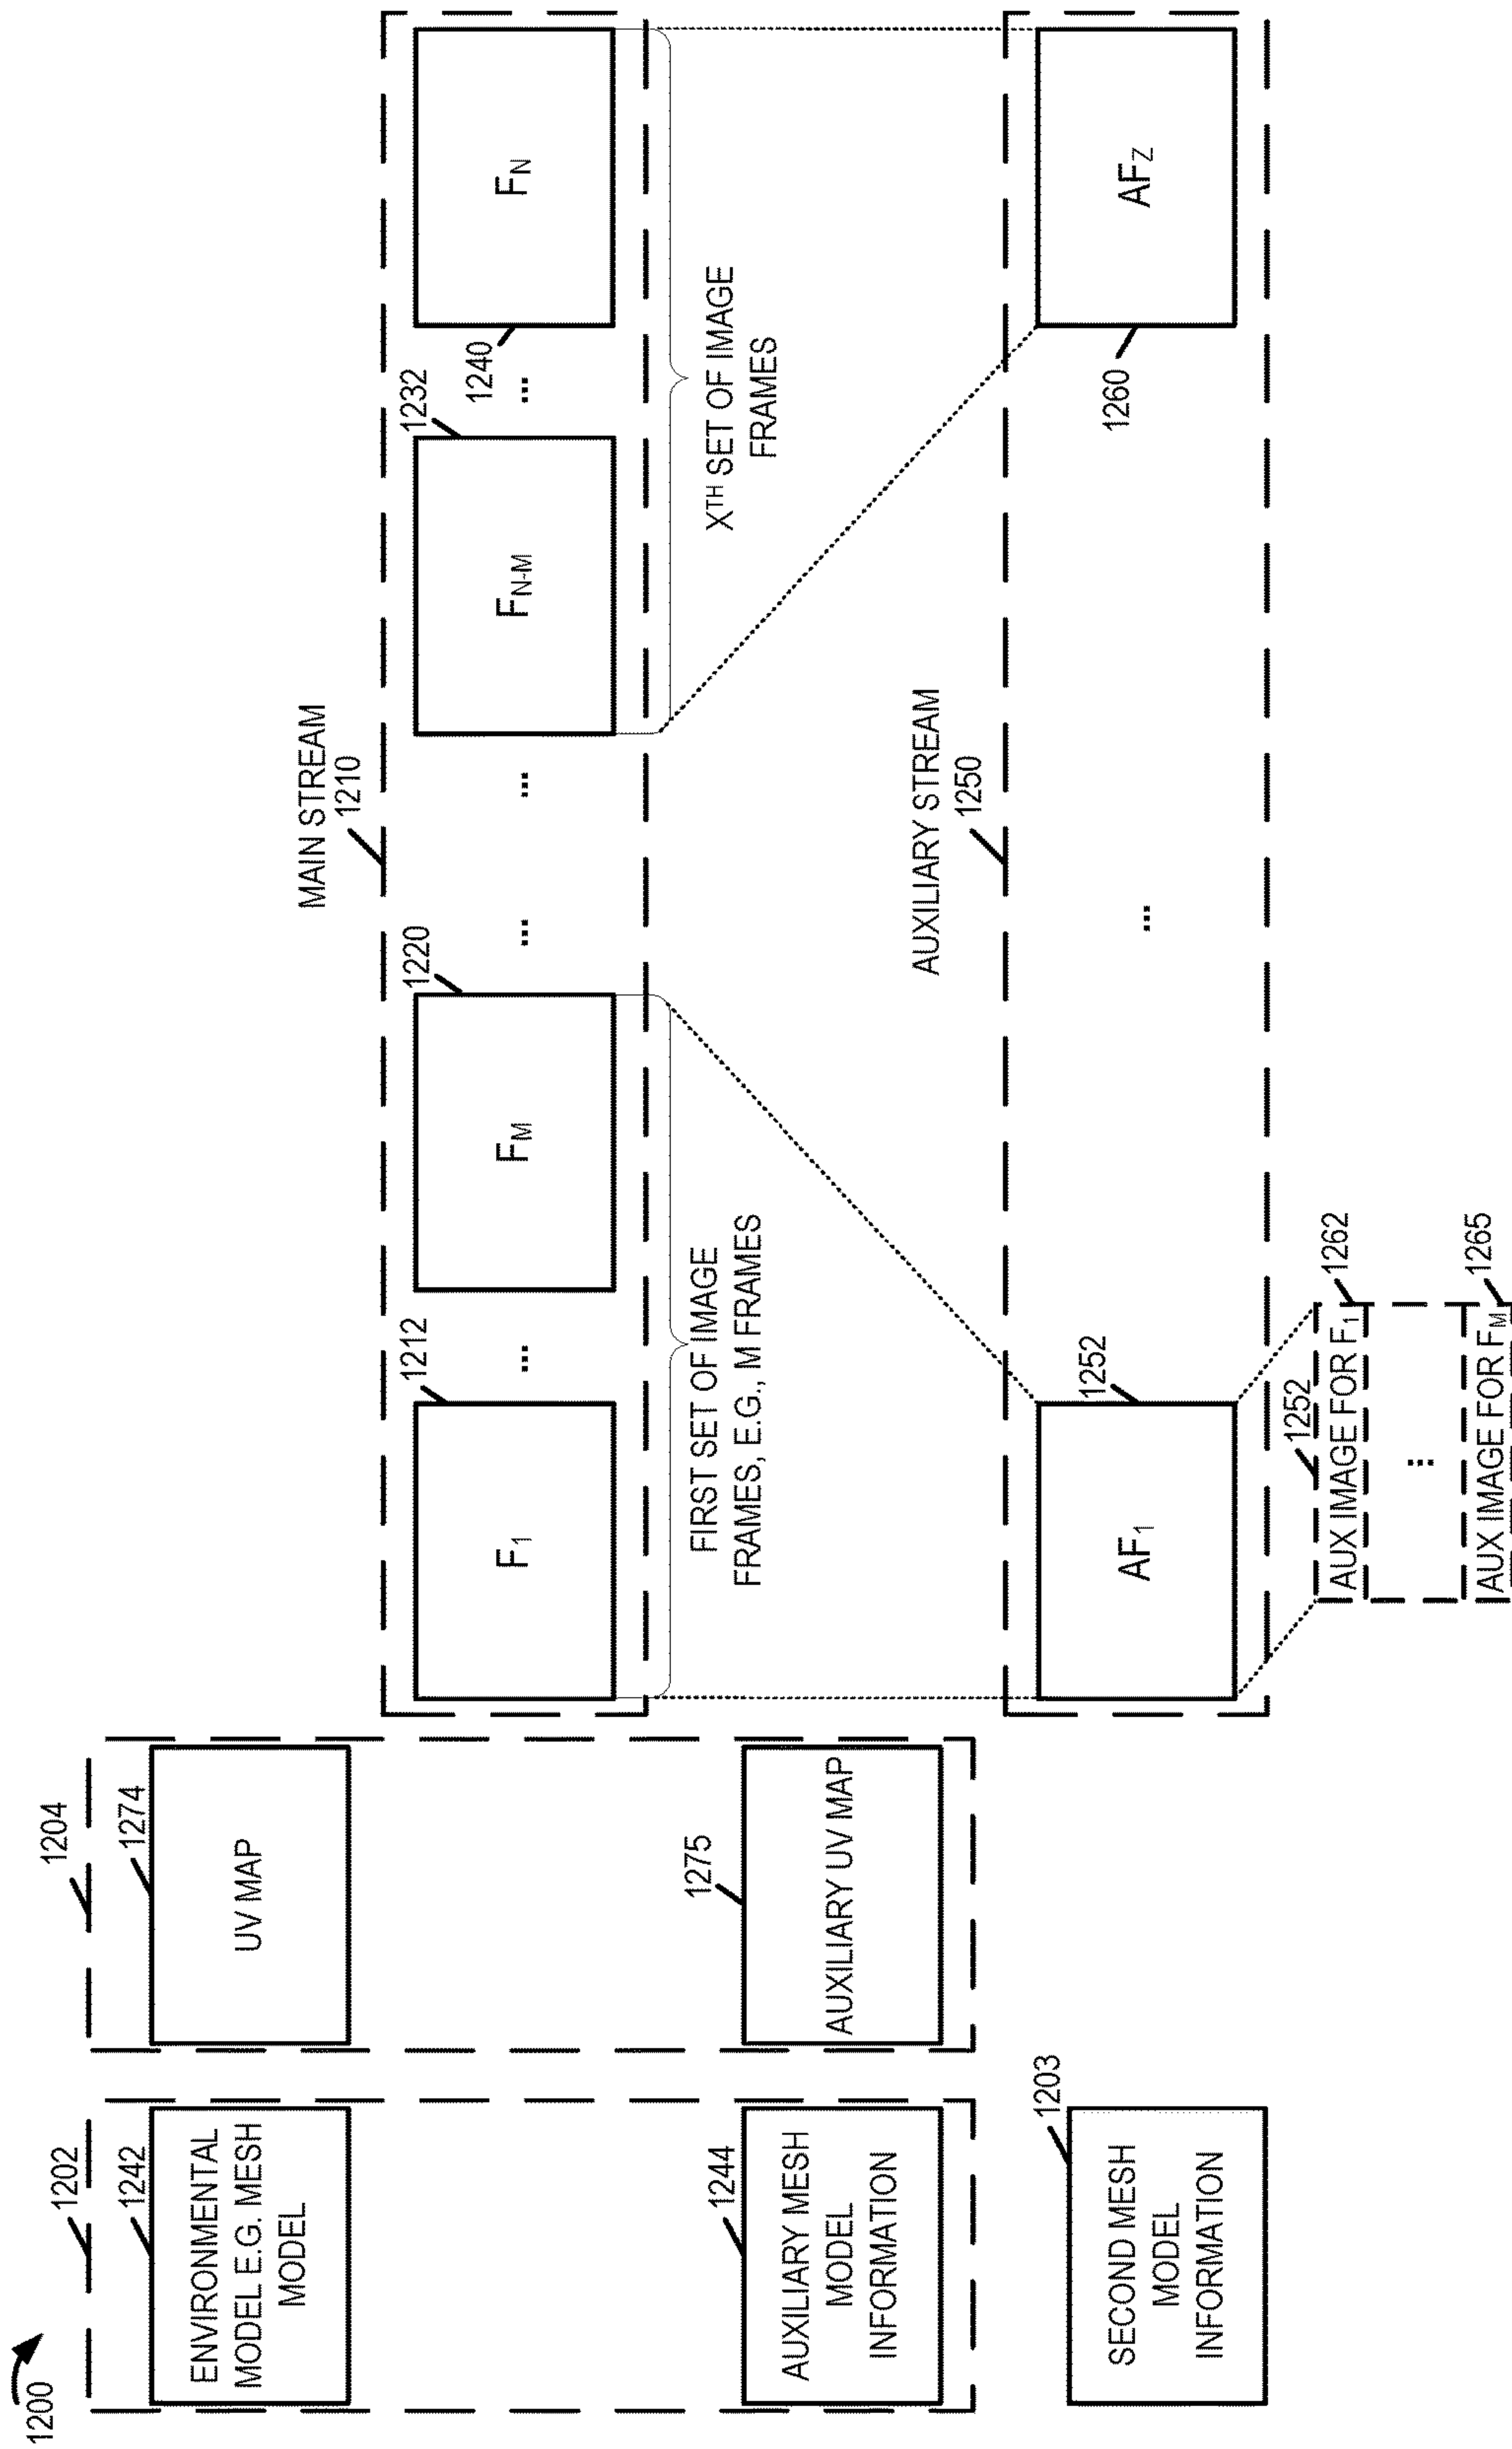 1200
1202
1242
ENVIRONMENTAL
MODEL E.G. MESH
MODEL
1244
AUXILIARY MESH
MODEL
INFORMATION
1203
SECOND MESH
MODEL
INFORMATION
1204
1274
UV MAP
1275
AUXILIARY UV MAP
MAIN STREAM
1210
1212
F1
...
1220
FM
...
...
1232
FN-M
...
1240
FN
FIRST SET OF IMAGE
FRAMES, E.G., M FRAMES
XTH SET OF IMAGE
FRAMES
AUXILIARY STREAM
1250
1252
AF1
...
1260
AFZ
1252
AUX IMAGE FOR F1
1262
...
AUX IMAGE FOR FM
1265